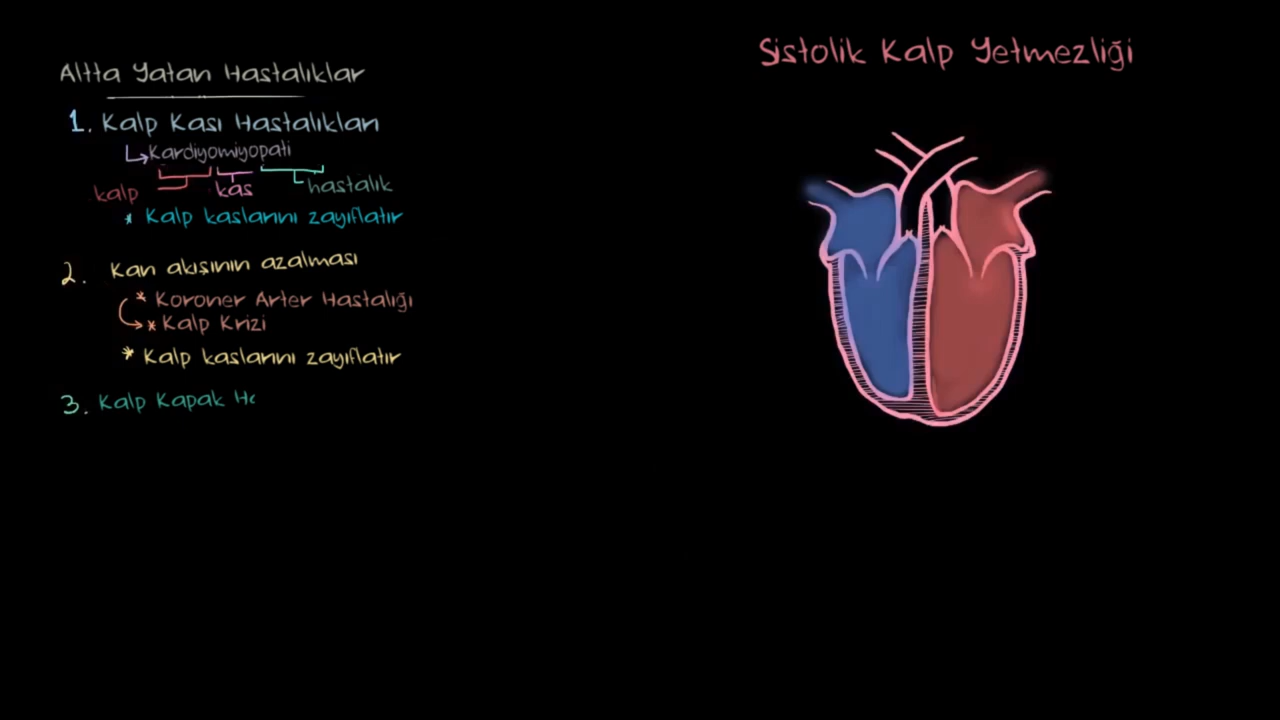 Sistolik Kalp Yetmezliği
Altta Yatan Hastalıklar
1. Kalp Kası Hastalıkları
Kardiyomiyopati
kalp kas hastalık
* Kalp kaslarını zayıflatır
2. Kan akışının azalması
* Koroner Arter Hastalığı
* Kalp Krizi
* Kalp kaslarını zayıflatır
3. Kalp Kapak